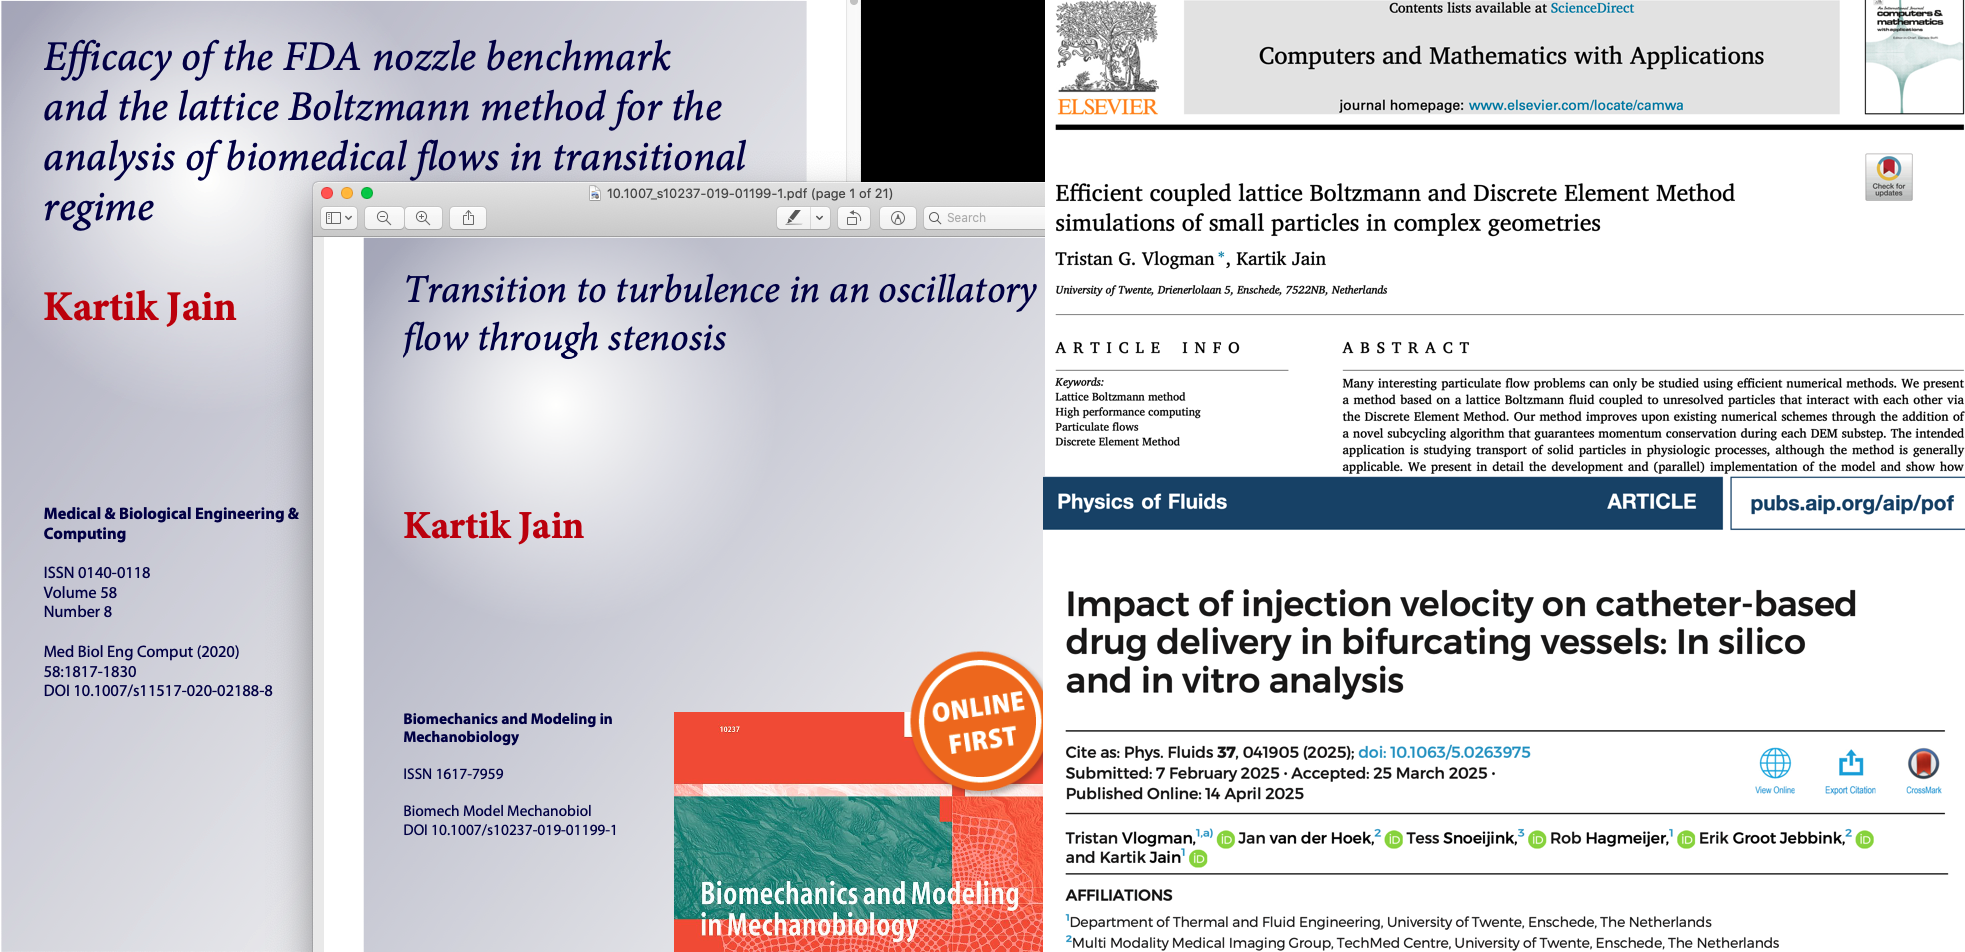 Efficacy of the FDA nozzle benchmark
and the lattice Boltzmann method for the
analysis of biomedical flows in transitional
regime
Kartik Jain
Medical & Biological Engineering &
Computing
ISSN 0140-0118
Volume 58
Number 8
Med Biol Eng Comput (2020)
58:1817-1830
DOI 10.1007/s11517-020-02188-8
10.1007_s10237-019-01199-1.pdf (page 1 of 21)
Search
Transition to turbulence in an oscillatory
flow through stenosis
Kartik Jain
Biomechanics and Modeling in
Mechanobiology
ISSN 1617-7959
Biomech Model Mechanobiol
DOI 10.1007/s10237-019-01199-1
ONLINE
FIRST
10237
Biomechanics and Modeling
in Mechanobiology
Contents lists available at ScienceDirect
Computers and Mathematics with Applications
journal homepage: www.elsevier.com/locate/camwa
ELSEVIER
computers &
mathematics
with applications
Check for
updates
Efficient coupled lattice Boltzmann and Discrete Element Method
simulations of small particles in complex geometries
Tristan G. Vlogman *, Kartik Jain
University of Twente, Drienerlolaan 5, Enschede, 7522NB, Netherlands
ARTICLE INFO
Keywords:
Lattice Boltzmann method
High performance computing
Particulate flows
Discrete Element Method
ABSTRACT
Many interesting particulate flow problems can only be studied using efficient numerical methods. We present
a method based on a lattice Boltzmann fluid coupled to unresolved particles that interact with each other via
the Discrete Element Method. Our method improves upon existing numerical schemes through the addition of
a novel subcycling algorithm that guarantees momentum conservation during each DEM substep. The intended
application is studying transport of solid particles in physiologic processes, although the method is generally
applicable. We present in detail the development and (parallel) implementation of the model and show how
Physics of Fluids
ARTICLE
pubs.aip.org/aip/pof
Impact of injection velocity on catheter-based
drug delivery in bifurcating vessels: In silico
and in vitro analysis
Cite as: Phys. Fluids 37, 041905 (2025); doi: 10.1063/5.0263975
Submitted: 7 February 2025 · Accepted: 25 March 2025 ·
Published Online: 14 April 2025
View Online
Export Citation
CrossMark
Tristan Vlogman,1,a) iD Jan van der Hoek,2 iD Tess Snoeijink,3 iD Rob Hagmeijer,1 iD Erik Groot Jebbink,2 iD
and Kartik Jain1 iD
AFFILIATIONS
1Department of Thermal and Fluid Engineering, University of Twente, Enschede, The Netherlands
2Multi Modality Medical Imaging Group, TechMed Centre, University of Twente, Enschede, The Netherlands